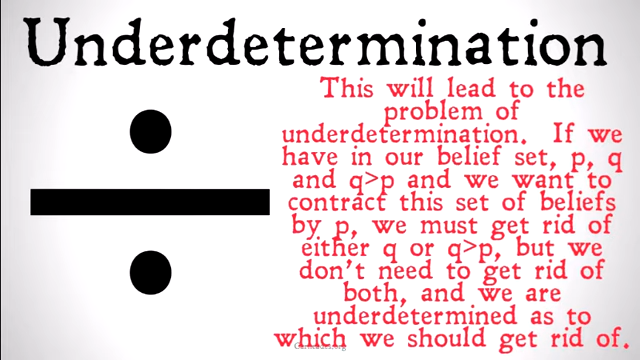 Underdetermination
This will lead to the
problem of
underdetermination. If we
have in our belief set, p, q
and q>p and we want to
contract this set of beliefs
by p, we must get rid of
either q or q>p, but we
don't need to get rid of
both, and we are
underdetermined as to
which we should get rid of.